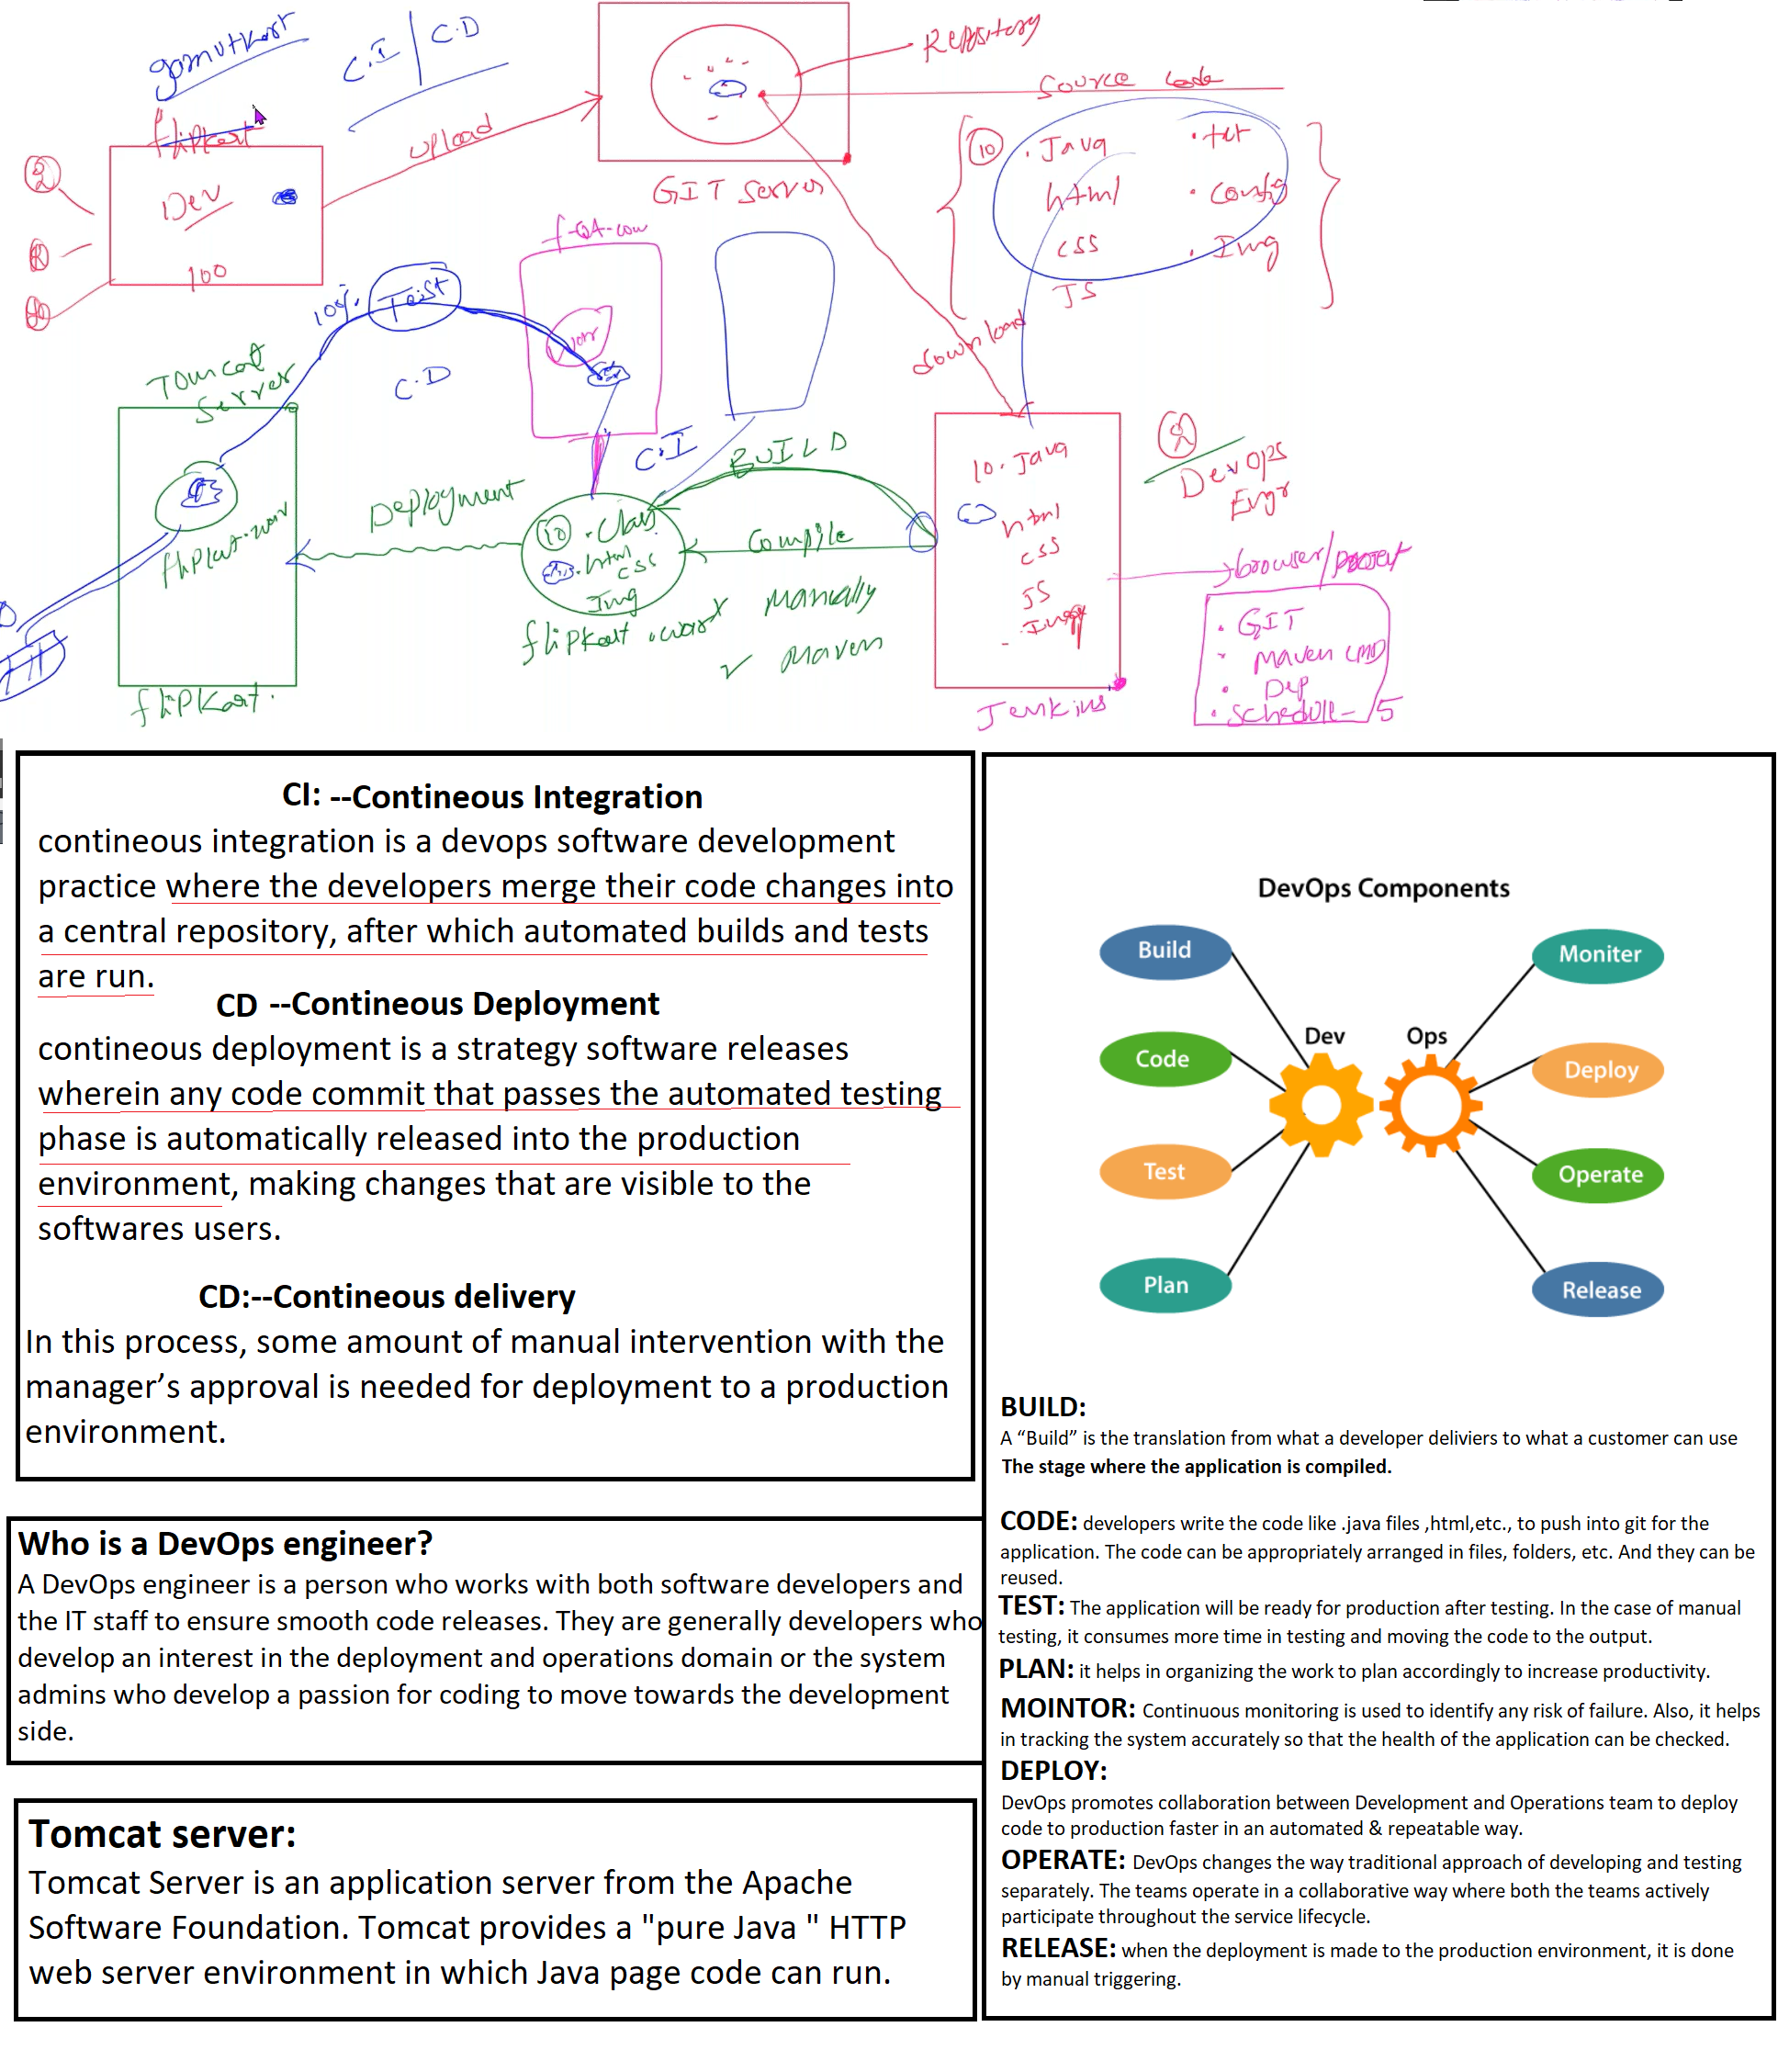 gamutkart
C.I / C.D
flipkart
Dev
100
upload
Repository
GIT Server
Source code
10
.Java
html
css
JS
.txt
.config
.Img
download
f-QA-com
war
100%
Test
C.D
C.I
Tomcat
Server
flipkart.war
flipkart.
Deployment
BUILD
Compile
10 .class
.html
css
Img
flipkart.war
x Manually
✓ Maven
10.Java
html
css
JS
Jenkins
DevOps
Engr
browser/project
. GIT
Maven CMD
. Dep
. Schedule_15
CI: --Contineous Integration
contineous integration is a devops software development
practice where the developers merge their code changes into
a central repository, after which automated builds and tests
are run.
CD --Contineous Deployment
contineous deployment is a strategy software releases
wherein any code commit that passes the automated testing
phase is automatically released into the production
environment, making changes that are visible to the
softwares users.
CD:--Contineous delivery
In this process, some amount of manual intervention with the
manager’s approval is needed for deployment to a production
environment.
Who is a DevOps engineer?
A DevOps engineer is a person who works with both software developers and
the IT staff to ensure smooth code releases. They are generally developers who
develop an interest in the deployment and operations domain or the system
admins who develop a passion for coding to move towards the development
side.
Tomcat server:
Tomcat Server is an application server from the Apache
Software Foundation. Tomcat provides a "pure Java " HTTP
web server environment in which Java page code can run.
DevOps Components
Build
Code
Test
Plan
Dev
Ops
Moniter
Deploy
Operate
Release
BUILD:
A “Build” is the translation from what a developer deliviers to what a customer can use
The stage where the application is compiled.
CODE: developers write the code like .java files ,html,etc., to push into git for the
application. The code can be appropriately arranged in files, folders, etc. And they can be
reused.
TEST: The application will be ready for production after testing. In the case of manual
testing, it consumes more time in testing and moving the code to the output.
PLAN: it helps in organizing the work to plan accordingly to increase productivity.
MOINTOR: Continuous monitoring is used to identify any risk of failure. Also, it helps
in tracking the system accurately so that the health of the application can be checked.
DEPLOY:
DevOps promotes collaboration between Development and Operations team to deploy
code to production faster in an automated & repeatable way.
OPERATE: DevOps changes the way traditional approach of developing and testing
separately. The teams operate in a collaborative way where both the teams actively
participate throughout the service lifecycle.
RELEASE: when the deployment is made to the production environment, it is done
by manual triggering.